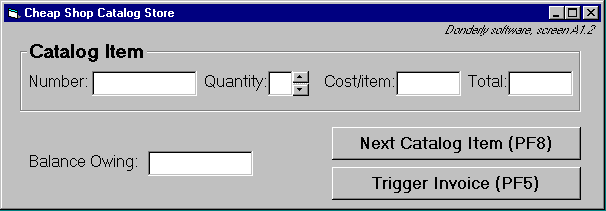 Cheap Shop Catalog Store
Donderly software, screen A1.2
Catalog Item
Number: Quantity: Cost/item: Total:
Next Catalog Item (PF8)
Balance Owing:
Trigger Invoice (PF5)